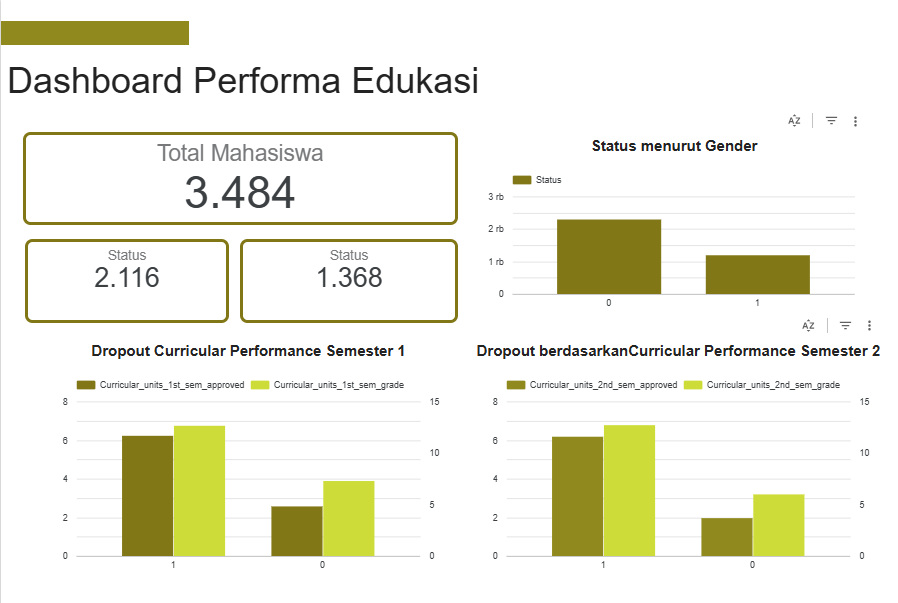 Dashboard Performa Edukasi
Total Mahasiswa
3.484
Status
2.116
Status
1.368
Status menurut Gender
Status
3 rb
2 rb
1 rb
0
0 1
Dropout Curricular Performance Semester 1
Curricular_units_1st_sem_approved Curricular_units_1st_sem_grade
8 15
6
10
4
5
2
0 0
1 0
Dropout berdasarkanCurricular Performance Semester 2
Curricular_units_2nd_sem_approved Curricular_units_2nd_sem_grade
8 15
6
10
4
5
2
0 0
1 0